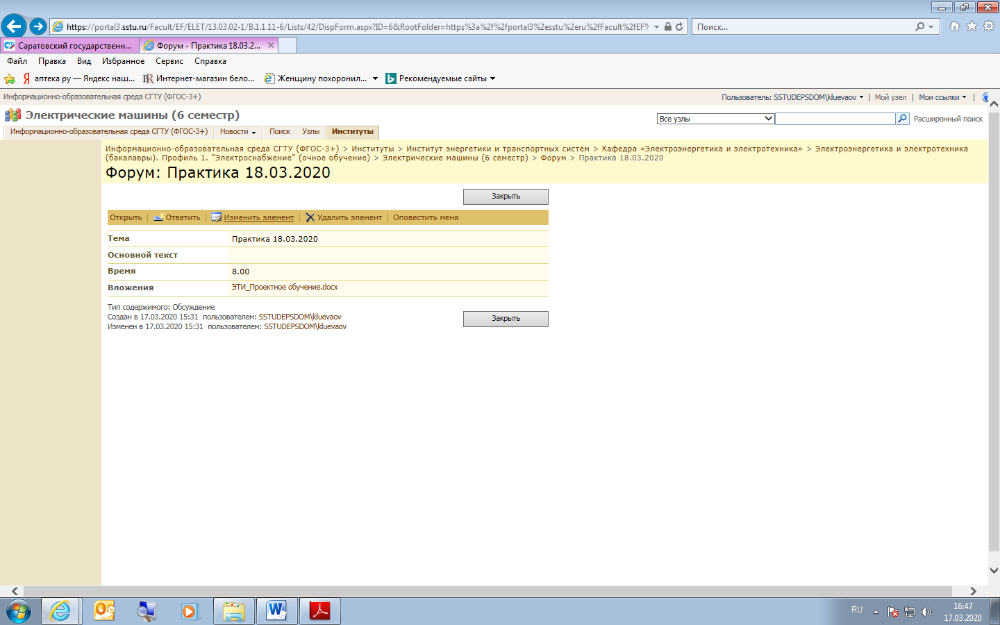 https://portal3.sstu.ru/Facult/EF/ELET/13.03.02-1/B.1.1.11-6/Lists/42/DispForm.aspx?ID=6&RootFolder=https%3a%2f%2fportal3%2esstu%2eru%2fFacult%2fEF%
Поиск...
Саратовский государственн...
Форум - Практика 18.03.2...
Файл Правка Вид Избранное Сервис Справка
аптека ру — Яндекс наш... Интернет-магазин бело... Женщину похоронил... Рекомендуемые сайты
Информационно-образовательная среда СГТУ (ФГОС-3+)
Пользователь: SSTUDEPSDOM\kluevaov | Мой узел | Мои ссылки |
Электрические машины (6 семестр)
Все узлы
Расширенный поиск
Информационно-образовательная среда СГТУ (ФГОС-3+) Новости Поиск Узлы Институты
Информационно-образовательная среда СГТУ (ФГОС-3+) > Институты > Институт энергетики и транспортных систем > Кафедра «Электроэнергетика и электротехника» > Электроэнергетика и электротехника
(бакалавры). Профиль 1. "Электроснабжение" (очное обучение) > Электрические машины (6 семестр) > Форум > Практика 18.03.2020
Форум: Практика 18.03.2020
Закрыть
Открыть | Ответить | Изменить элемент | Удалить элемент | Оповестить меня
Тема Практика 18.03.2020
Основной текст
Время 8.00
Вложения ЭТИ_Проектное обучение.docx
Тип содержимого: Обсуждение
Создан в 17.03.2020 15:31 пользователем: SSTUDEPSDOM\kluevaov
Закрыть
Изменен в 17.03.2020 15:31 пользователем: SSTUDEPSDOM\kluevaov
RU
16:47
17.03.2020